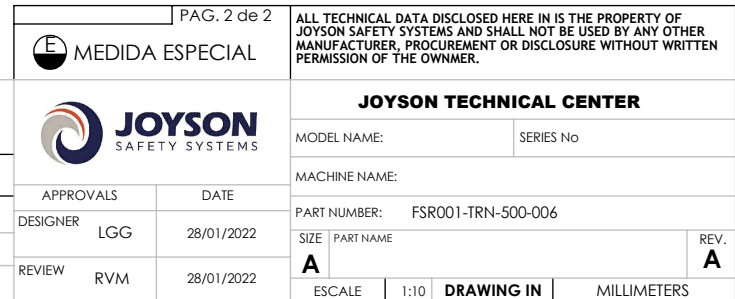 PAG. 2 de 2
E MEDIDA ESPECIAL
ALL TECHNICAL DATA DISCLOSED HERE IN IS THE PROPERTY OF
JOYSON SAFETY SYSTEMS AND SHALL NOT BE USED BY ANY OTHER
MANUFACTURER, PROCUREMENT OR DISCLOSURE WITHOUT WRITTEN
PERMISSION OF THE OWNMER.
JOYSON
SAFETY SYSTEMS
APPROVALS DATE
DESIGNER LGG 28/01/2022
REVIEW RVM 28/01/2022
JOYSON TECHNICAL CENTER
MODEL NAME: SERIES No
MACHINE NAME:
PART NUMBER: FSR001-TRN-500-006
SIZE PART NAME REV.
A A
ESCALE 1:10 DRAWING IN MILLIMETERS